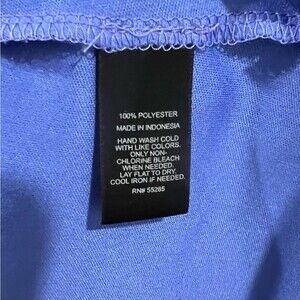 100% POLYESTER
MADE IN INDONESIA
HAND WASH COLD
WITH LIKE COLORS.
ONLY NON-
CHLORINE BLEACH
WHEN NEEDED.
LAY FLAT TO DRY.
COOL IRON IF NEEDED.
RN# 55285